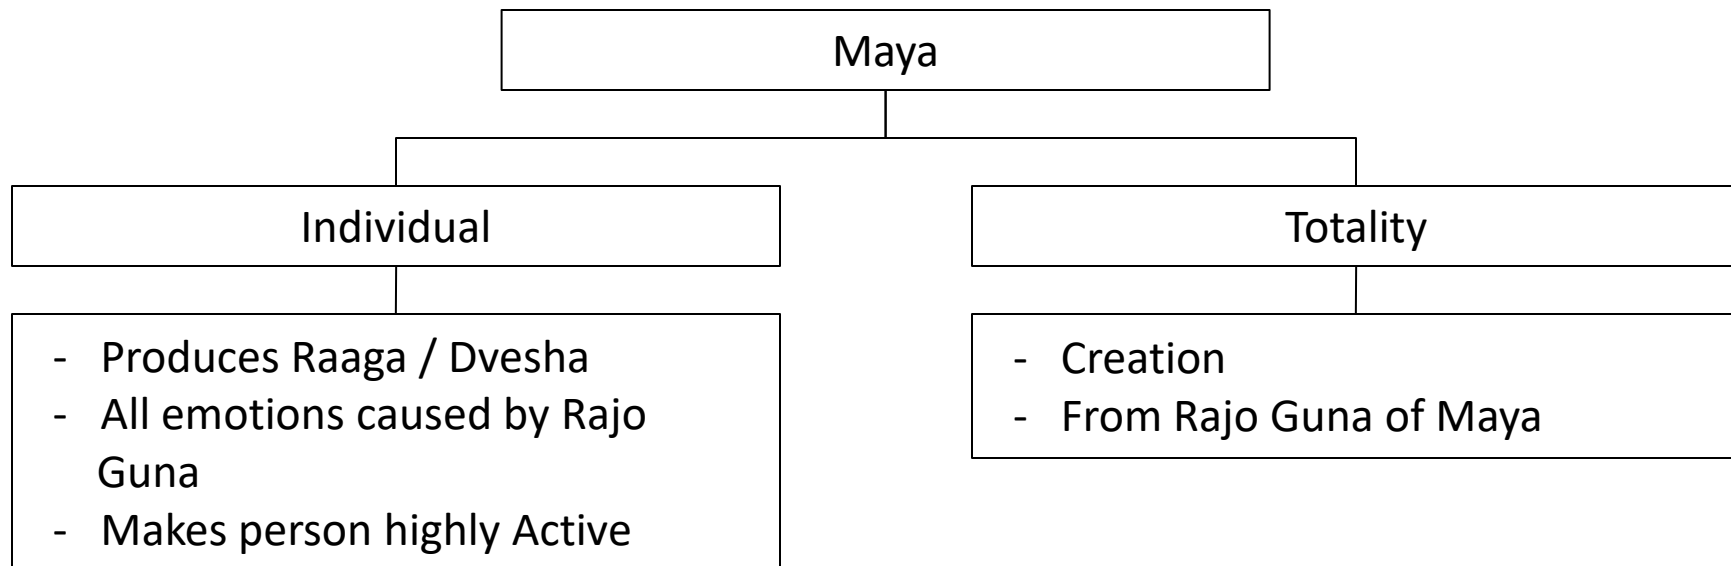 Maya
Individual
Totality
- Produces Raaga / Dvesha
- All emotions caused by Rajo
Guna
- Makes person highly Active
- Creation
- From Rajo Guna of Maya